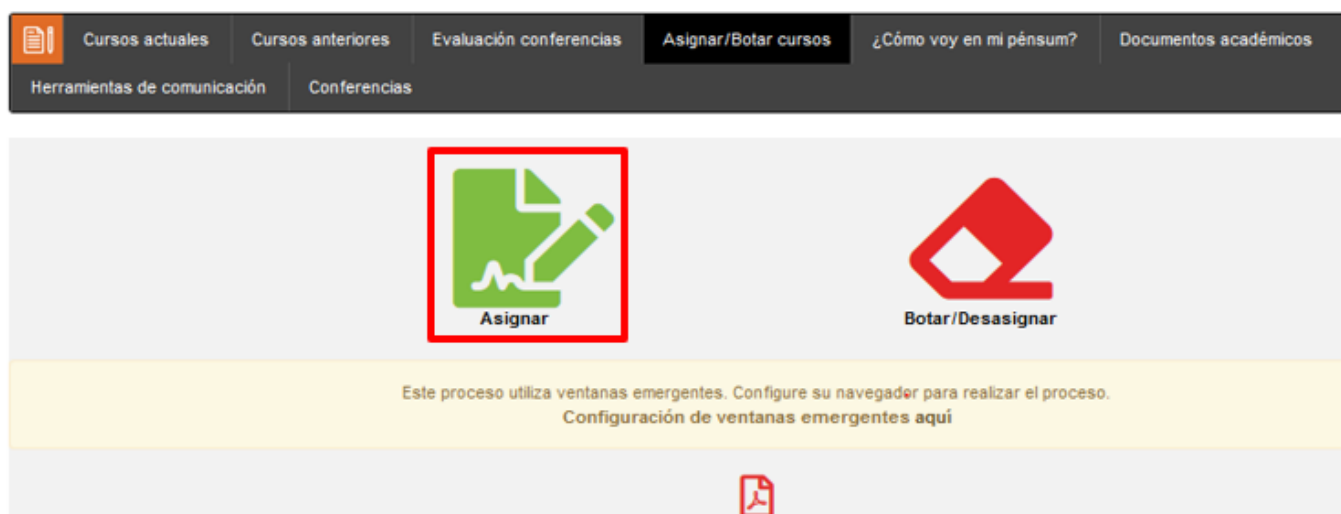 Cursos actuales Cursos anteriores Evaluación conferencias Asignar/Botar cursos ¿Cómo voy en mi pénsum? Documentos académicos
Herramientas de comunicación Conferencias
Asignar Botar/Desasignar
Este proceso utiliza ventanas emergentes. Configure su navegador para realizar el proceso.
Configuración de ventanas emergentes aquí